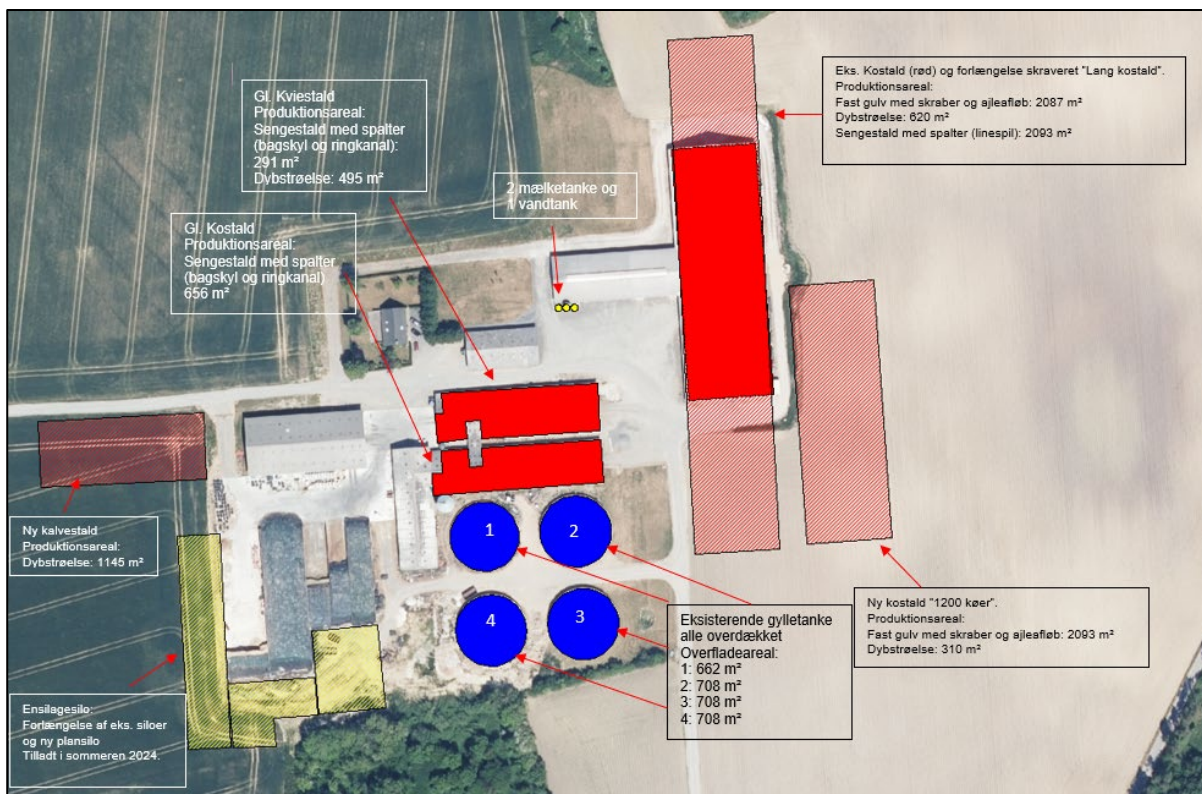 Gl. Kviestald
Produktionsareal:
Sengestald med spalter
(bagskyl og ringkanal):
291 m²
Dybstrøelse: 495 m²
Gl. Kostald
Produktionsareal:
Sengestald med spalter
(bagskyl og ringkanal)
656 m²
2 mælketanke og
1 vandtank
Eks. Kostald (rød) og forlængelse skraveret "Lang kostald".
Produktionsareal:
Fast gulv med skraber og ajleafløb: 2087 m²
Dybstrøelse: 620 m²
Sengestald med spalter (linespil): 2093 m²
Ny kalvestald
Produktionsareal:
Dybstrøelse: 1145 m²
1
2
4
3
Ensilagesilo:
Forlængelse af eks. siloer
og ny plansilo
Tilladt i sommeren 2024.
Eksisterende gylletanke
alle overdækket
Overfladeareal:
1: 662 m²
2: 708 m²
3: 708 m²
4: 708 m²
Ny kostald "1200 køer".
Produktionsareal:
Fast gulv med skraber og ajleafløb: 2093 m²
Dybstrøelse: 310 m²